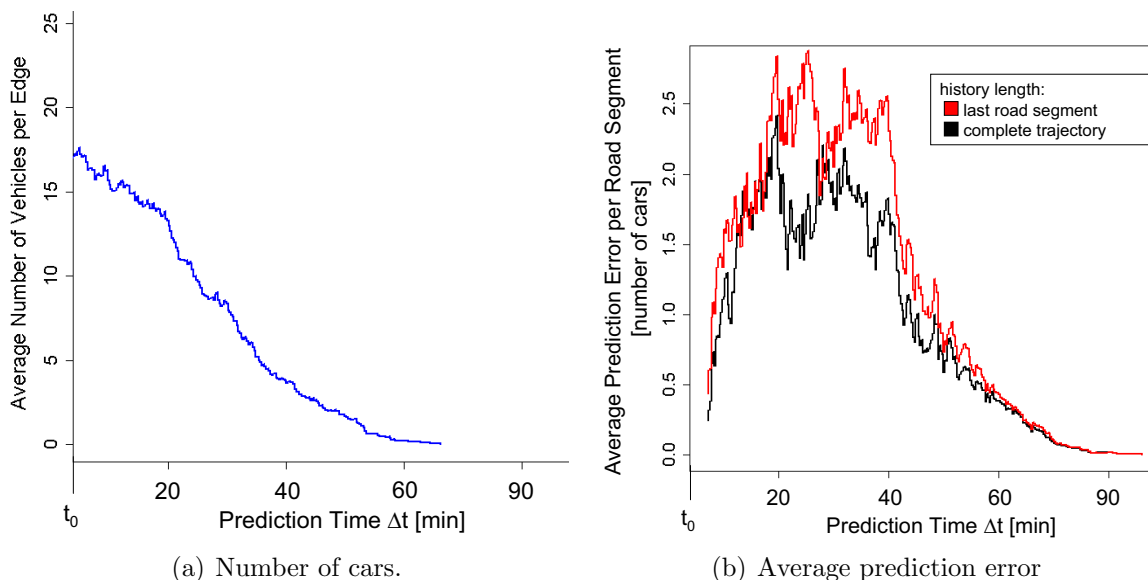 Average Number of Vehicles per Edge
25
20
15
10
5
0
20
40
60
90
t0
Prediction Time Δt [min]
(a) Number of cars.
Average Prediction Error per Road Segment
[number of cars]
2.5
2.0
1.5
1.0
0.5
0.0
history length:
last road segment
complete trajectory
20
40
60
90
t0
Prediction Time Δt [min]
(b) Average prediction error